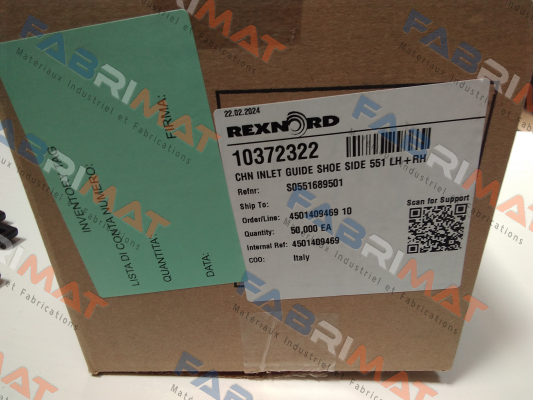 22.02.2024
REXNORD
10372322
CHN INLET GUIDE SHOE SIDE 551 LH+RH
Refnr: S0551689501
Ship To:
Order/Line: 4501409469 10
Quantity: 50,000 EA
Internal Ref: 4501409469
COO: Italy
Scan for Support
LISTA DI CONTA NUMERO:
QUANTITA:
FIRMA:
DATA:
FABRIMAT
Materiaux Industriel et Fabrications